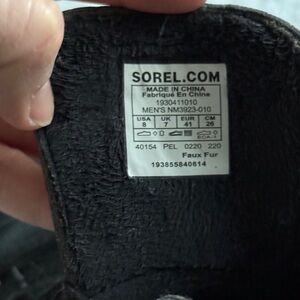 SOREL.COM
MADE IN CHINA
Fabriqué En Chine
1930411010
MEN'S NM3923-010
USA UK EUR CM
8 7 41 26
40154 PEL 0220 220
Faux Fur
193855840614